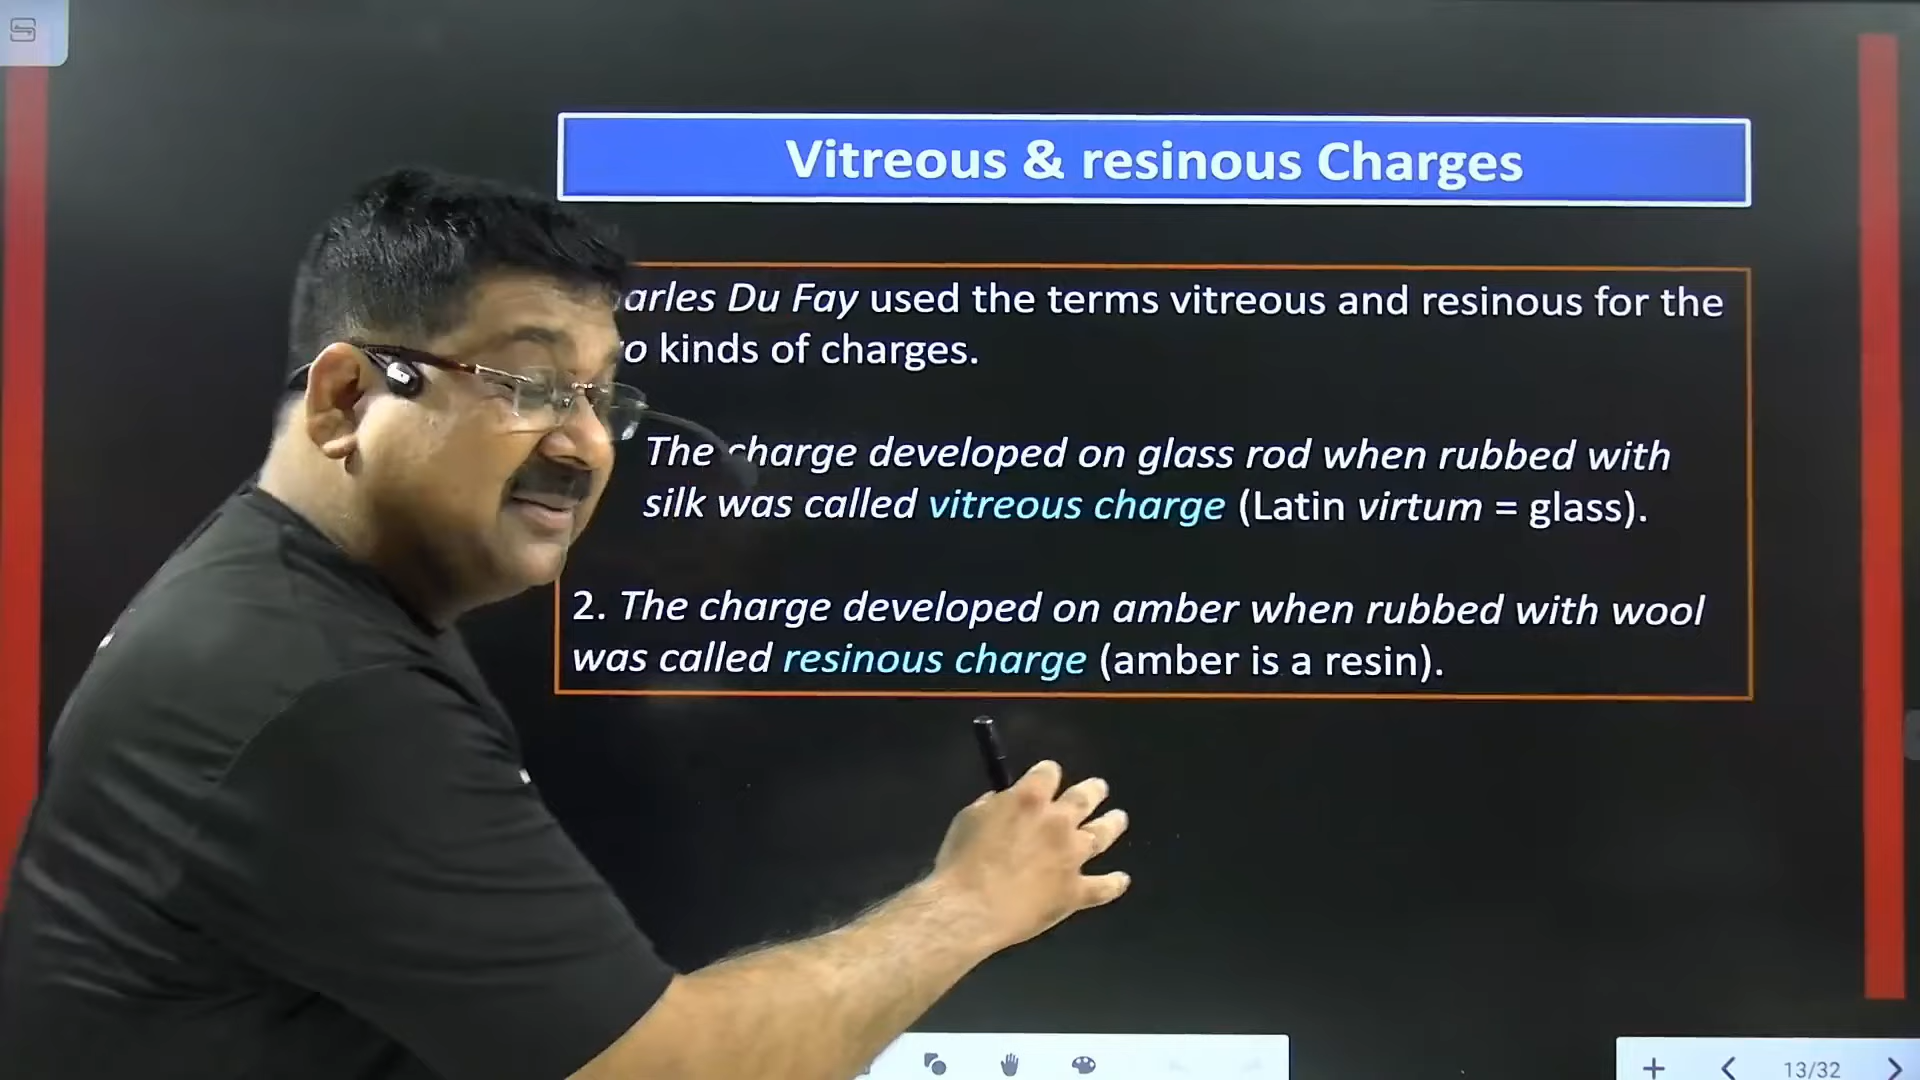 Vitreous & resinous Charges
arles Du Fay used the terms vitreous and resinous for the
o kinds of charges.
The charge developed on glass rod when rubbed with
silk was called vitreous charge (Latin virtum = glass).
2. The charge developed on amber when rubbed with wool
was called resinous charge (amber is a resin).
13/32